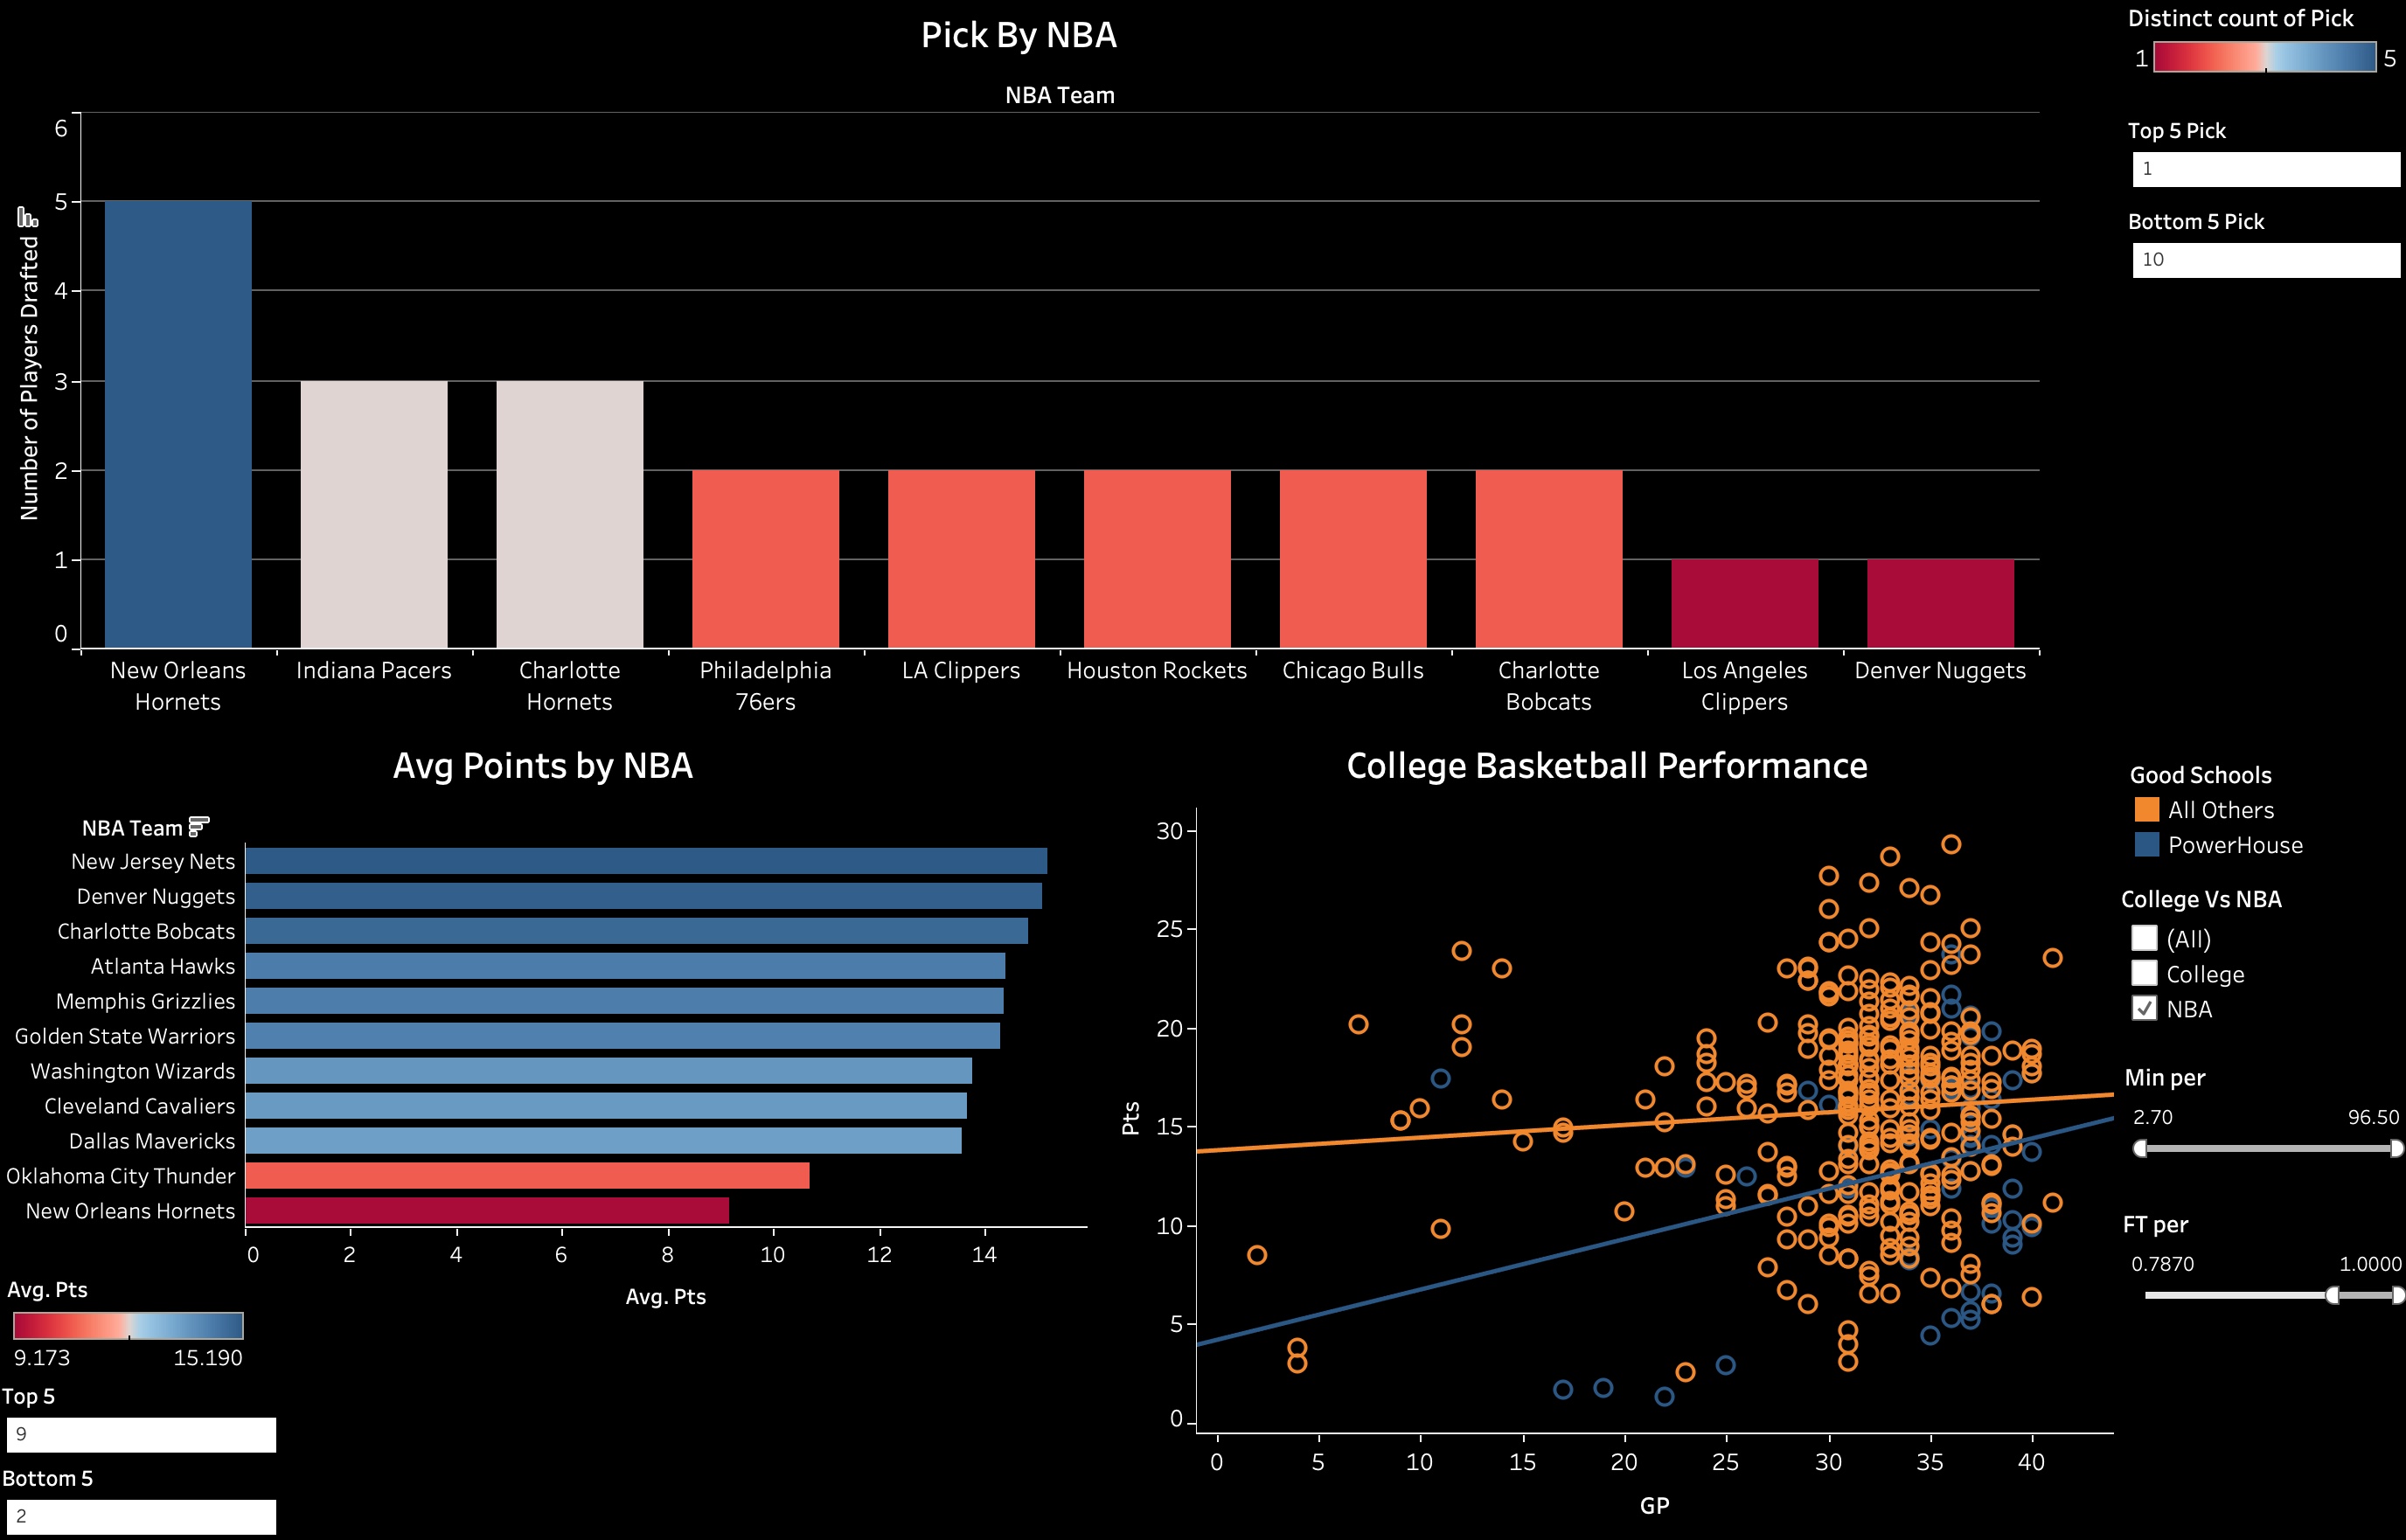 Pick By NBA
Distinct count of Pick
1
5
Top 5 Pick
1
Bottom 5 Pick
10
NBA Team
Number of Players Drafted
6
5
4
3
2
1
0
New Orleans
Hornets
Indiana Pacers
Charlotte
Hornets
Philadelphia
76ers
LA Clippers
Houston Rockets
Chicago Bulls
Charlotte
Bobcats
Los Angeles
Clippers
Denver Nuggets
Avg Points by NBA
NBA Team
New Jersey Nets
Denver Nuggets
Charlotte Bobcats
Atlanta Hawks
Memphis Grizzlies
Golden State Warriors
Washington Wizards
Cleveland Cavaliers
Dallas Mavericks
Oklahoma City Thunder
New Orleans Hornets
0 2 4 6 8 10 12 14
Avg. Pts
Avg. Pts
9.173 15.190
Top 5
9
Bottom 5
2
College Basketball Performance
Pts
30
25
20
15
10
5
0
0 5 10 15 20 25 30 35 40
GP
Good Schools
All Others
PowerHouse
College Vs NBA
(All)
College
NBA
Min per
2.70 96.50
FT per
0.7870 1.0000